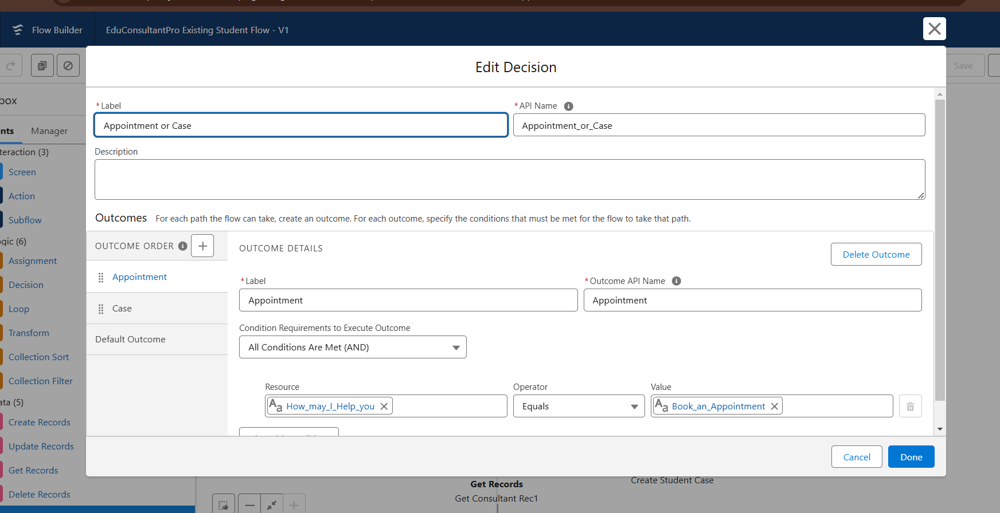 Flow Builder
EduConsultantPro Existing Student Flow - V1
Save
Edit Decision
box
nts
Manager
teraction (3)
Screen
Action
Subflow
ogic (6)
Assignment
Decision
Loop
Transform
Collection Sort
Collection Filter
ata (5)
Create Records
Update Records
Get Records
Delete Records
* Label
Appointment or Case
* API Name
Appointment_or_Case
Description
Outcomes For each path the flow can take, create an outcome. For each outcome, specify the conditions that must be met for the flow to take that path.
OUTCOME ORDER
Appointment
Case
Default Outcome
OUTCOME DETAILS
Delete Outcome
* Label
Appointment
* Outcome API Name
Appointment
Condition Requirements to Execute Outcome
All Conditions Are Met (AND)
Resource
Aa How_may_I_Help_you
Operator
Equals
Value
Aa Book_an_Appointment
Cancel
Done
Get Records
Get Consultant Rec1
Create Student Case